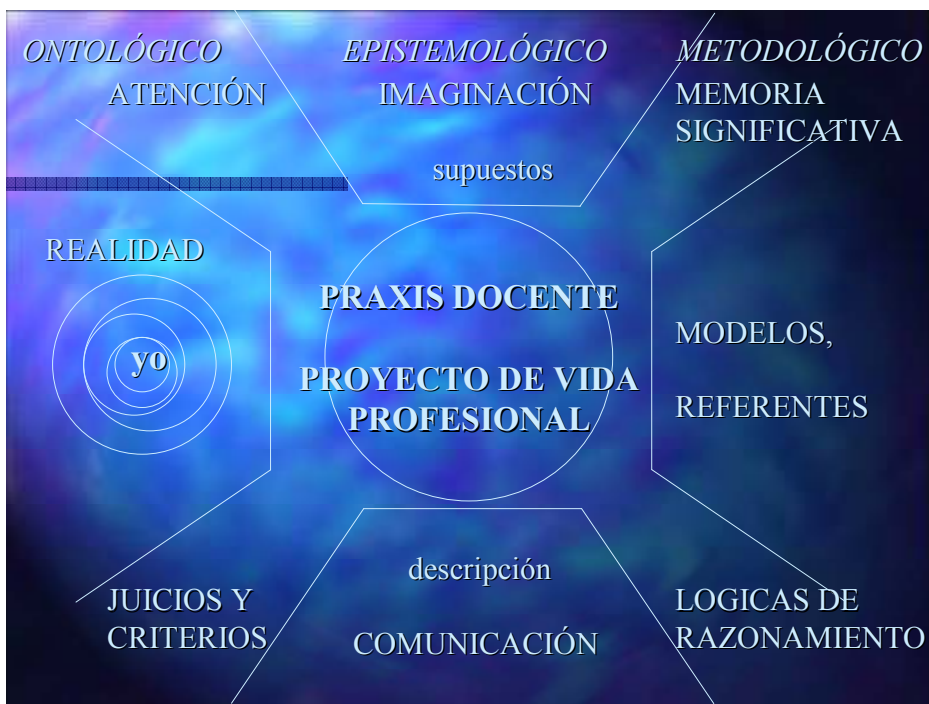 ONTOLÓGICO
ATENCIÓN
EPISTEMOLÓGICO
IMAGINACIÓN
METODOLÓGICO
MEMORIA
SIGNIFICATIVA
supuestos
REALIDAD
yo
PRAXIS DOCENTE
PROYECTO DE VIDA
PROFESIONAL
MODELOS,
REFERENTES
JUICIOS Y
CRITERIOS
descripción
COMUNICACIÓN
LOGICAS DE
RAZONAMIENTO